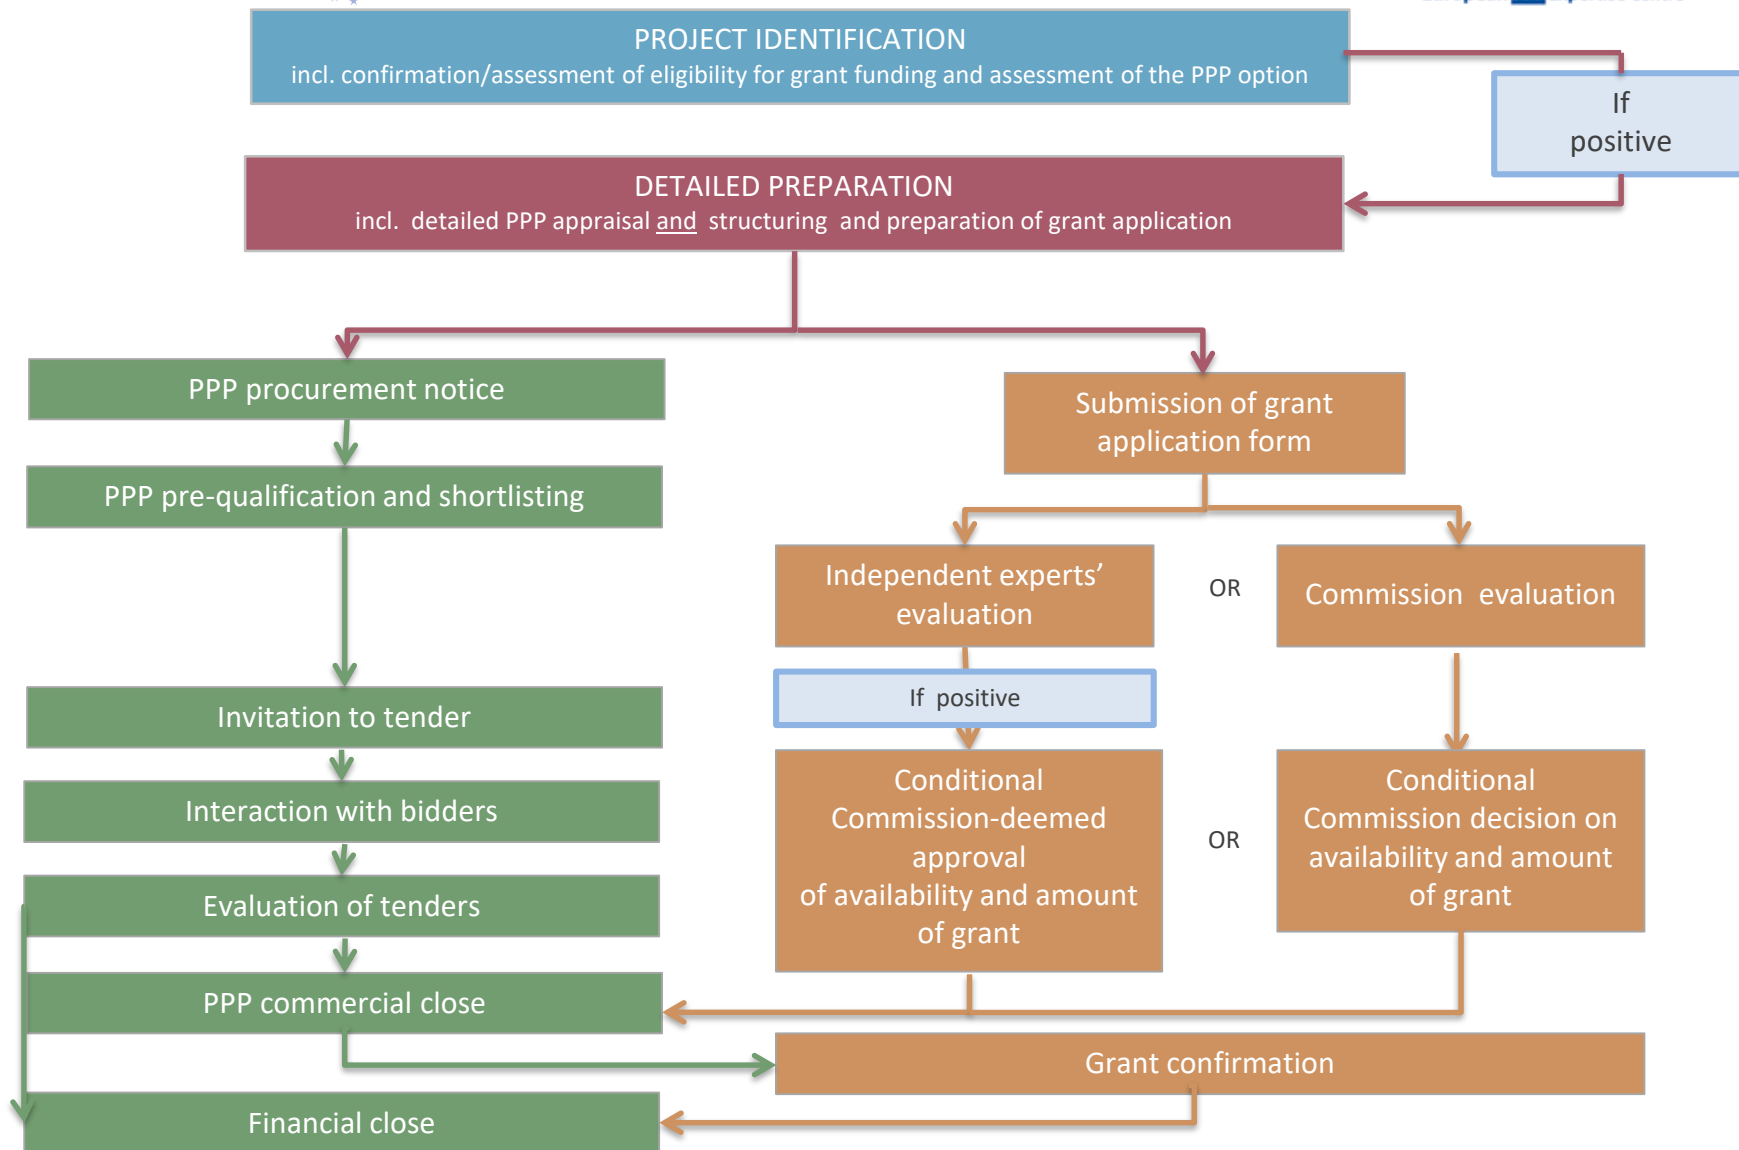 PROJECT IDENTIFICATION
incl. confirmation/assessment of eligibility for grant funding and assessment of the PPP option
If
positive
DETAILED PREPARATION
incl. detailed PPP appraisal and structuring and preparation of grant application
PPP procurement notice
Submission of grant
application form
PPP pre-qualification and shortlisting
Independent experts’
evaluation
OR
Commission evaluation
If positive
Invitation to tender
Conditional
Commission-deemed
approval
of availability and amount
of grant
OR
Conditional
Commission decision on
availability and amount
of grant
Interaction with bidders
Evaluation of tenders
PPP commercial close
Grant confirmation
Financial close